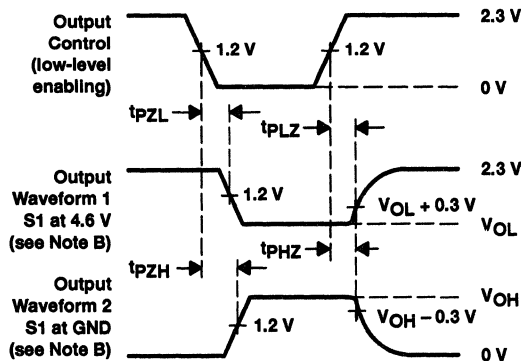 Output
Control
(low-level
enabling)
1.2 V
1.2 V
2.3 V
0 V
tPZL
tPLZ
Output
Waveform 1
S1 at 4.6 V
(see Note B)
1.2 V
2.3 V
VOL + 0.3 V
VOL
tPZH
tPHZ
Output
Waveform 2
S1 at GND
(see Note B)
1.2 V
VOH
VOH – 0.3 V
0 V